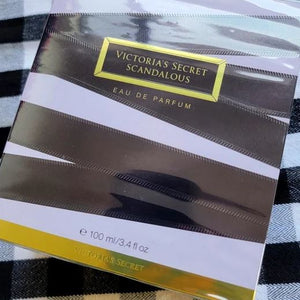 VICTORIA'S SECRET
SCANDALOUS
EAU DE PARFUM
℮ 100 ml/3.4 fl oz
VICTORIA'S SECRET